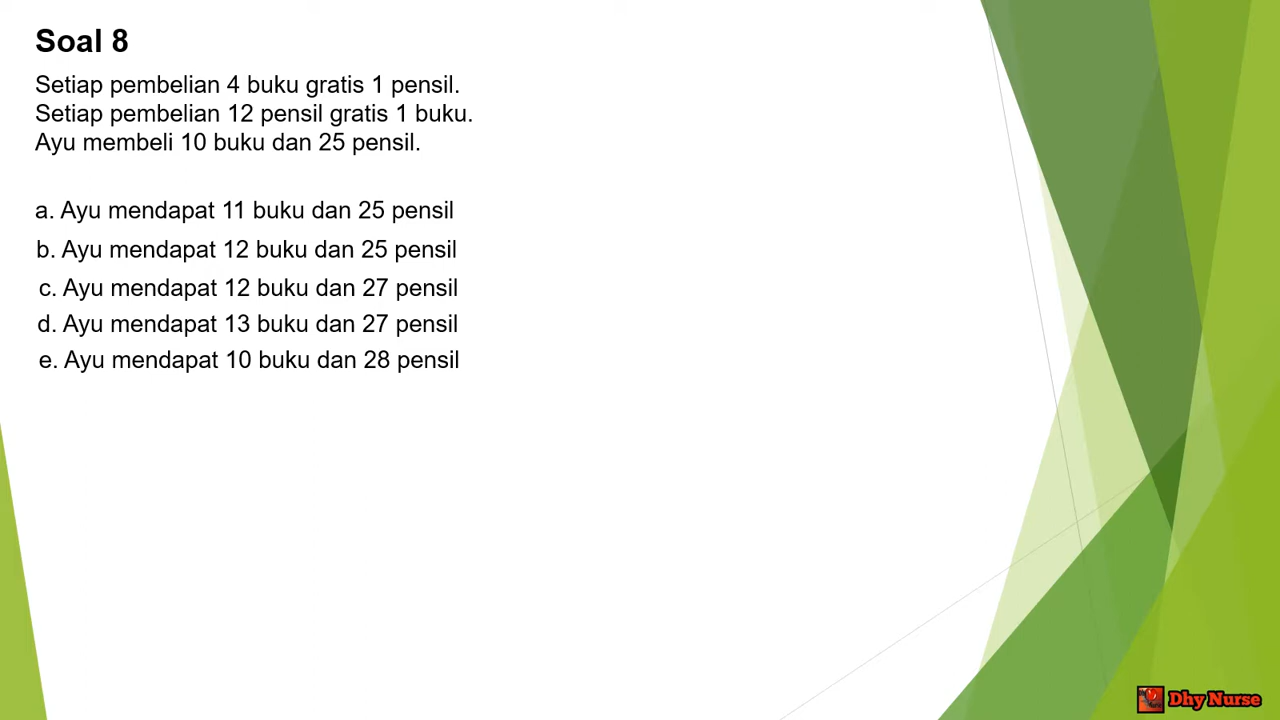 Soal 8
Setiap pembelian 4 buku gratis 1 pensil.
Setiap pembelian 12 pensil gratis 1 buku.
Ayu membeli 10 buku dan 25 pensil.
a. Ayu mendapat 11 buku dan 25 pensil
b. Ayu mendapat 12 buku dan 25 pensil
c. Ayu mendapat 12 buku dan 27 pensil
d. Ayu mendapat 13 buku dan 27 pensil
e. Ayu mendapat 10 buku dan 28 pensil
Dhy Nurse